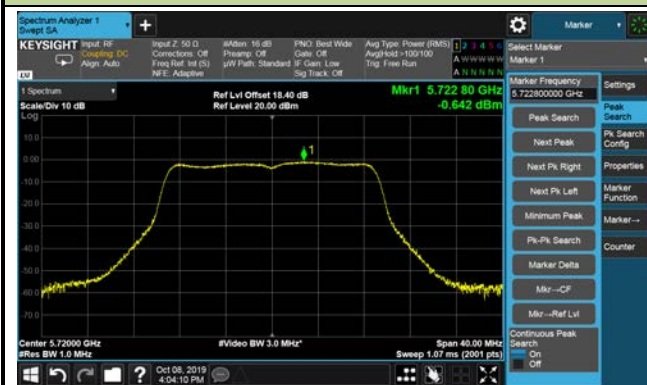 Spectrum Analyzer 1
Swept SA
+
Marker
KEYSIGHT
Input: RF
Coupling: DC
Align: Auto
Input Z: 50 Ω
Corrections: Off
Freq Ref: Int (S)
NFE: Adaptive
#Atten: 16 dB
Preamp: Off
µW Path: Standard
PNO: Best Wide
Gate: Off
IF Gain: Low
Sig Track: Off
Avg Type: Power (RMS)
Avg|Hold:>100/100
Trig: Free Run
1 2 3 4 5 6
A W W W W W
A N N N N N
Select Marker
Marker 1
1 Spectrum
Scale/Div 10 dB
Log
Ref Lvl Offset 18.40 dB
Ref Level 20.00 dBm
Mkr1 5.722 80 GHz
-0.642 dBm
Marker Frequency
5.722800000 GHz
Settings
Peak Search
Next Peak
Next Pk Right
Next Pk Left
Minimum Peak
Pk-Pk Search
Marker Delta
Mkr→CF
Mkr→Ref Lvl
Continuous Peak
Search
On
Off
Peak
Search
Pk Search
Config
Properties
Marker
Function
Marker→
Counter
10.0
0.00
-10.0
-20.0
-30.0
-40.0
-50.0
-60.0
-70.0
1
Center 5.72000 GHz
#Res BW 1.0 MHz
#Video BW 3.0 MHz*
Span 40.00 MHz
Sweep 1.07 ms (2001 pts)
?
Oct 08, 2019
4:04:10 PM